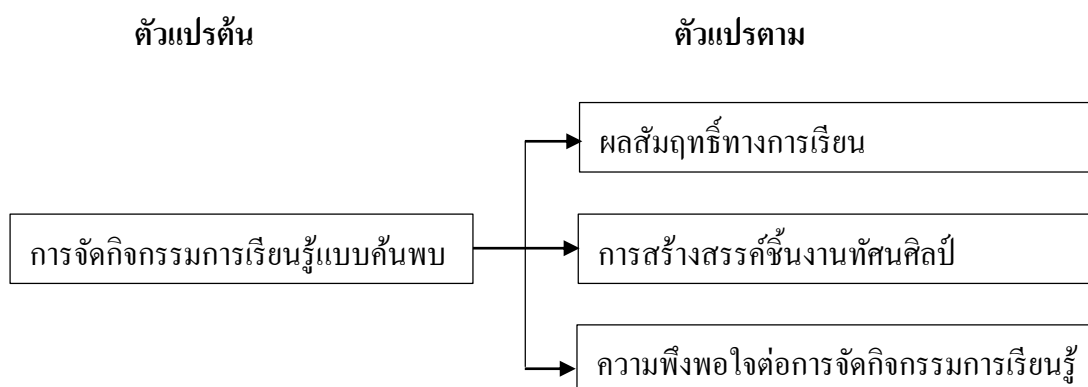 ตัวแปรต้น
ตัวแปรตาม
ผลสัมฤทธิ์ทางการเรียน
การจัดกิจกรรมการเรียนรู้แบบค้นพบ
การสร้างสรรค์ชิ้นงานทัศนศิลป์
ความพึงพอใจต่อการจัดกิจกรรมการเรียนรู้